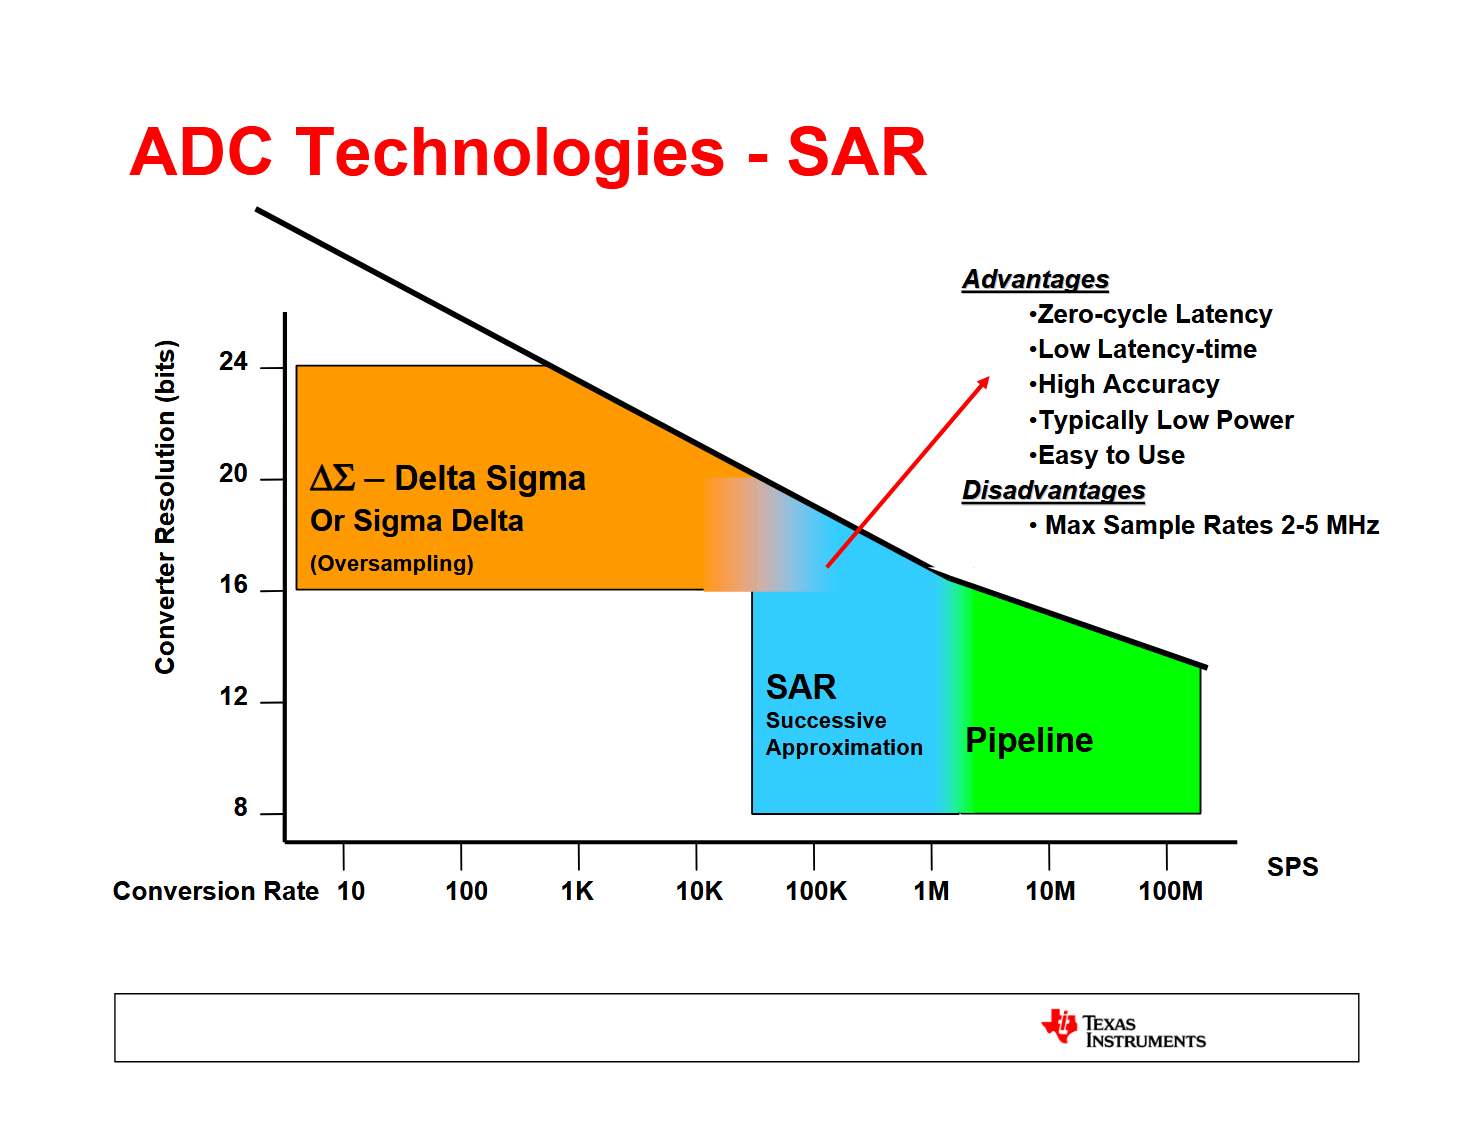 ADC Technologies - SAR
Advantages
•Zero-cycle Latency
•Low Latency-time
•High Accuracy
•Typically Low Power
•Easy to Use
Disadvantages
• Max Sample Rates 2-5 MHz
Converter Resolution (bits)
24
20
16
12
8
ΔΣ – Delta Sigma
Or Sigma Delta
(Oversampling)
SAR
Successive
Approximation
Pipeline
SPS
Conversion Rate 10 100 1K 10K 100K 1M 10M 100M
TEXAS
INSTRUMENTS